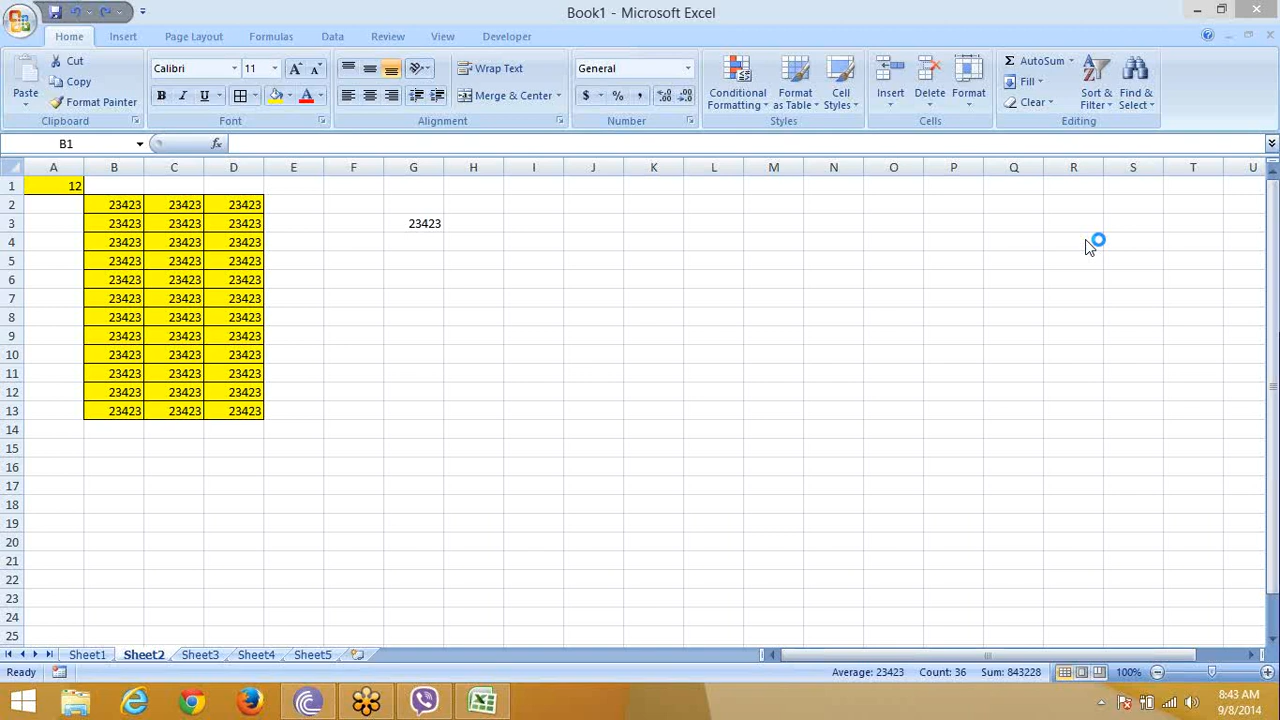 Book1 - Microsoft Excel
Home Insert Page Layout Formulas Data Review View Developer
Paste
Cut
Copy
Format Painter
Clipboard
Calibri 11
B I U
Font
Wrap Text
Merge & Center
Alignment
General
$ % ,
Number
Conditional Formatting
Format as Table
Cell Styles
Styles
Insert Delete Format
Cells
Σ AutoSum
Fill
Clear
Sort & Filter
Find & Select
Editing
B1 fx
A B C D E F G H I J K L M N O P Q R S T U
1 12
2 23423 23423 23423
3 23423 23423 23423 23423
4 23423 23423 23423
5 23423 23423 23423
6 23423 23423 23423
7 23423 23423 23423
8 23423 23423 23423
9 23423 23423 23423
10 23423 23423 23423
11 23423 23423 23423
12 23423 23423 23423
13 23423 23423 23423
14
15
16
17
18
19
20
21
22
23
24
25
Sheet1 Sheet2 Sheet3 Sheet4 Sheet5
Ready Average: 23423 Count: 36 Sum: 843228 100%
8:43 AM
9/8/2014